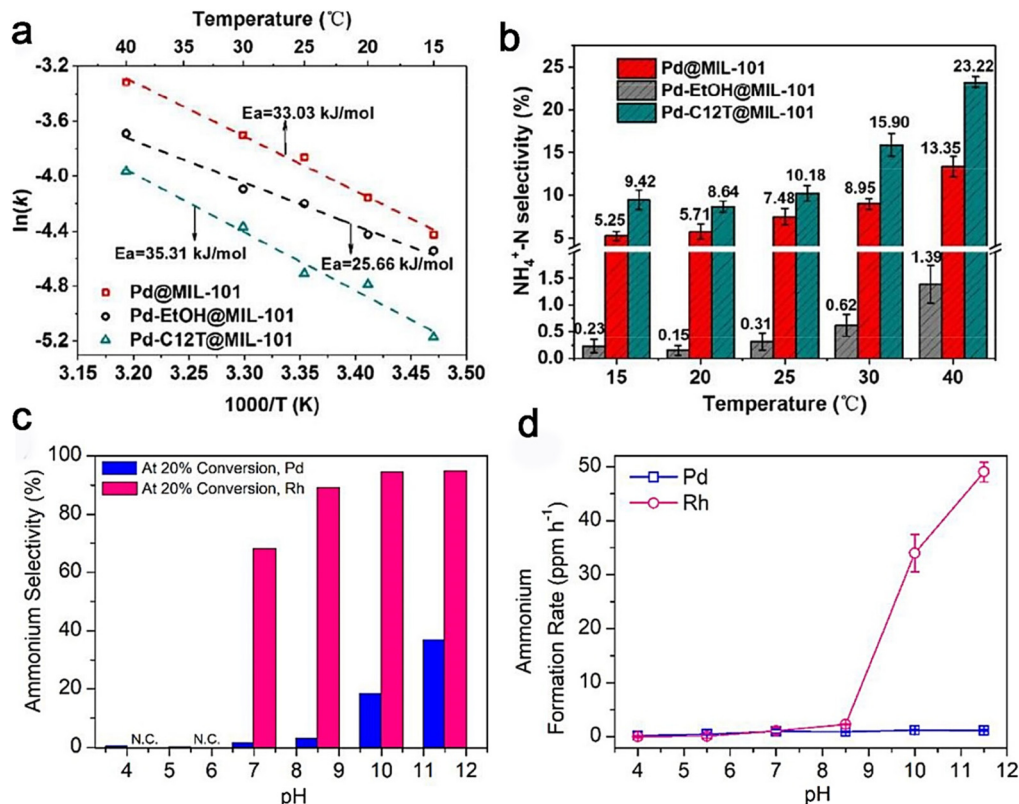 a
Temperature (℃)
40 35 30 25 20 15
-3.2
-3.6
-4.0
-4.4
-4.8
-5.2
ln(k)
Ea=33.03 kJ/mol
Ea=35.31 kJ/mol
Ea=25.66 kJ/mol
Pd@MIL-101
Pd-EtOH@MIL-101
Pd-C12T@MIL-101
3.15 3.20 3.25 3.30 3.35 3.40 3.45 3.50
1000/T (K)
b
NH₄⁺-N selectivity (%)
25
20
15
10
5
1.5
1.0
0.5
0.0
Pd@MIL-101
Pd-EtOH@MIL-101
Pd-C12T@MIL-101
0.23 5.25 9.42
0.15 5.71 8.64
0.31 7.48 10.18
0.62 8.95 15.90
1.39 13.35 23.22
15 20 25 30 40
Temperature (℃)
c
Ammonium Selectivity (%)
100
80
60
40
20
0
At 20% Conversion, Pd
At 20% Conversion, Rh
N.C. N.C.
4 5 6 7 8 9 10 11 12
pH
d
Ammonium
Formation Rate (ppm h⁻¹)
50
40
30
20
10
0
Pd
Rh
4 5 6 7 8 9 10 11 12
pH